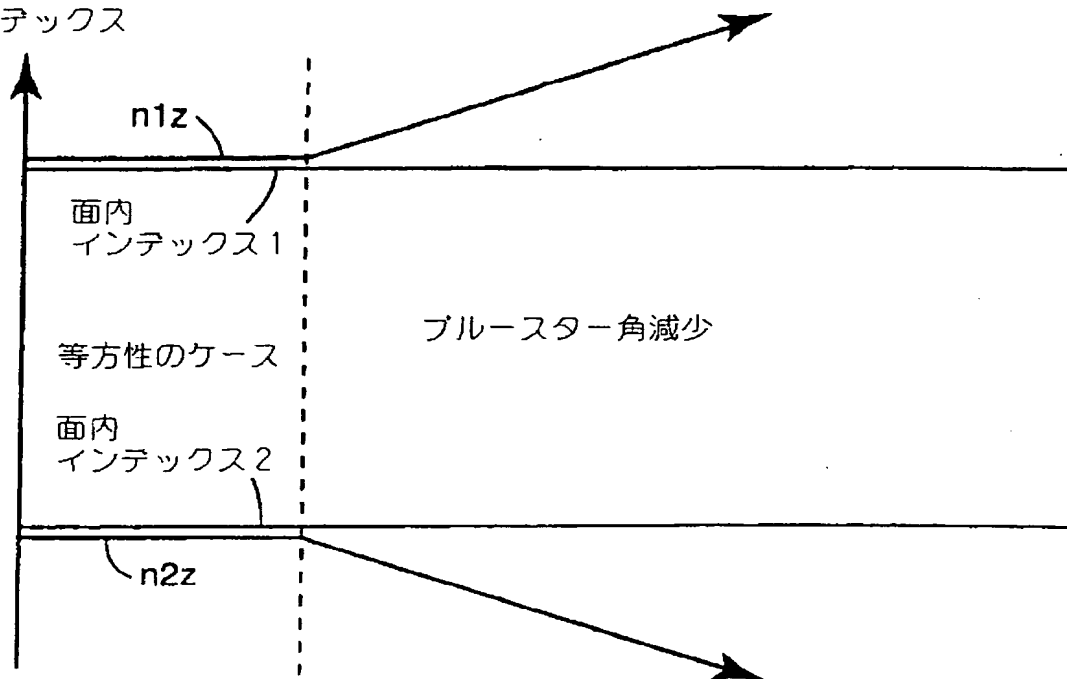 デックス
n1z
面内
インデックス1
ブルースター角減少
等方性のケース
面内
インデックス2
n2z